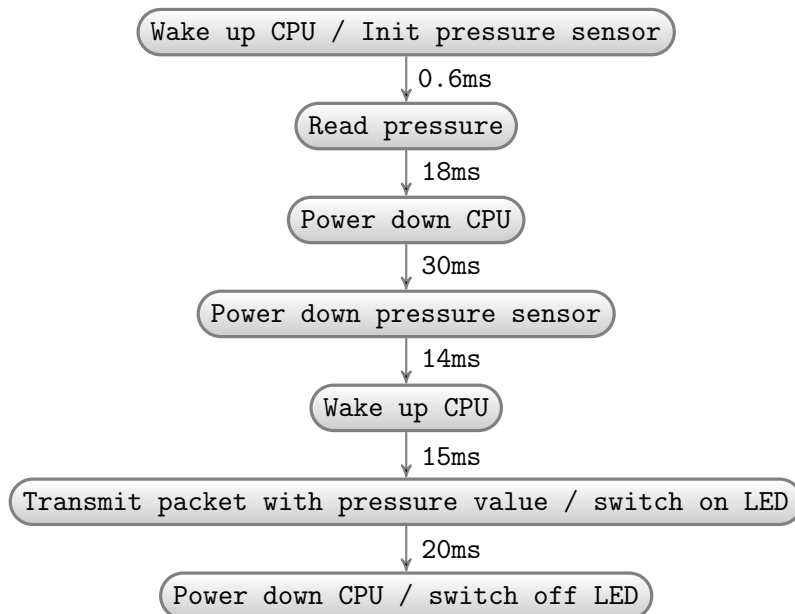 Wake up CPU / Init pressure sensor
0.6ms
Read pressure
18ms
Power down CPU
30ms
Power down pressure sensor
14ms
Wake up CPU
15ms
Transmit packet with pressure value / switch on LED
20ms
Power down CPU / switch off LED